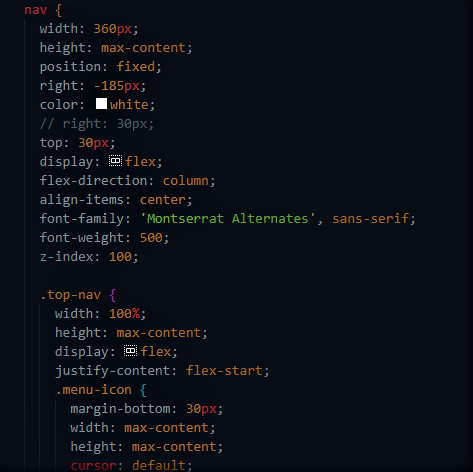 nav {
width: 360px;
height: max-content;
position: fixed;
right: -185px;
color: white;
// right: 30px;
top: 30px;
display: flex;
flex-direction: column;
align-items: center;
font-family: 'Montserrat Alternates', sans-serif;
font-weight: 500;
z-index: 100;
.top-nav {
width: 100%;
height: max-content;
display: flex;
justify-content: flex-start;
.menu-icon {
margin-bottom: 30px;
width: max-content;
height: max-content;
cursor: default;